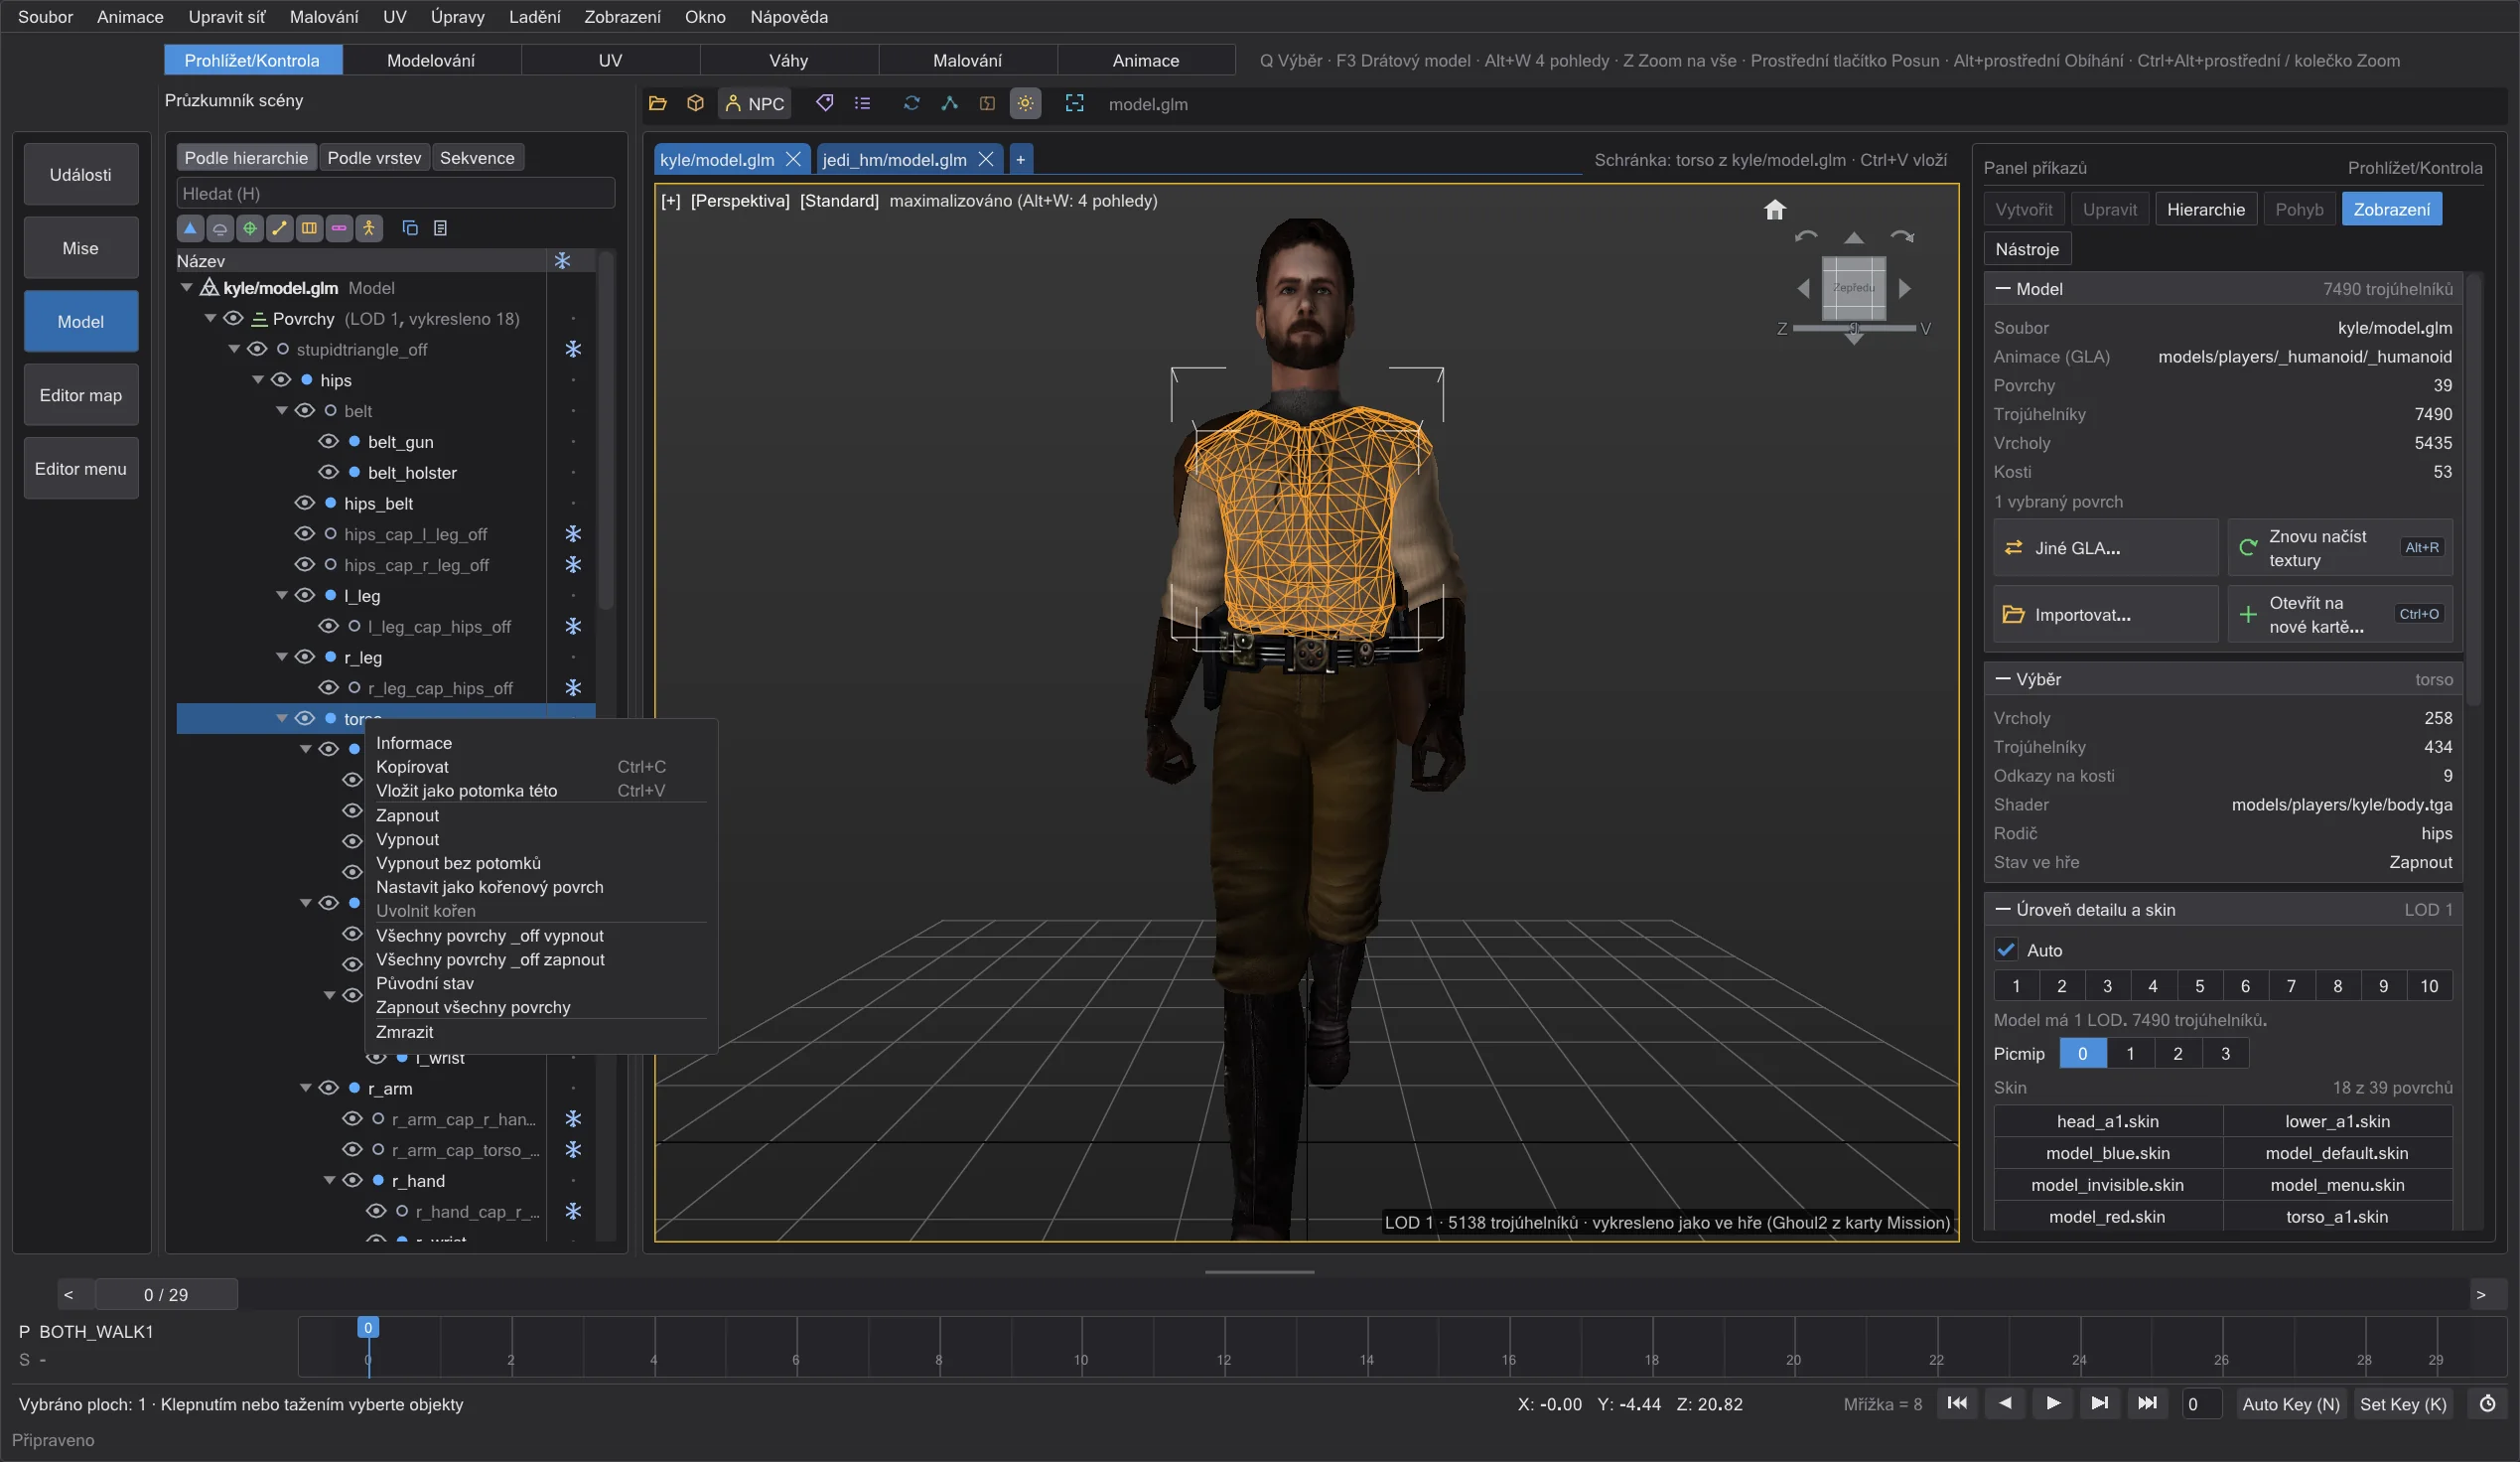 Soubor Animace Upravit síť Malování UV Úpravy Ladění Zobrazení Okno Nápověda
Prohlížet/Kontrola Modelování UV Váhy Malování Animace Q Výběr · F3 Drátový model · Alt+W 4 pohledy · Z Zoom na vše · Prostřední tlačítko Posun · Alt+prostřední Obíhání · Ctrl+Alt+prostřední / kolečko Zoom
Průzkumník scény
NPC model.glm
Události
Mise
Model
Editor map
Editor menu
Podle hierarchie Podle vrstev Sekvence
Hledat (H)
Název
kyle/model.glm Model
Povrchy (LOD 1, vykresleno 18)
stupidtriangle_off
hips
belt
belt_gun
belt_holster
hips_belt
hips_cap_l_leg_off
hips_cap_r_leg_off
l_leg
l_leg_cap_hips_off
r_leg
r_leg_cap_hips_off
torso
Informace
Kopírovat Ctrl+C
Vložit jako potomka této Ctrl+V
Zapnout
Vypnout
Vypnout bez potomků
Nastavit jako kořenový povrch
Uvolnit kořen
Všechny povrchy _off vypnout
Všechny povrchy _off zapnout
Původní stav
Zapnout všechny povrchy
Zmrazit
l_wrist
r_arm
r_arm_cap_r_han...
r_arm_cap_torso_...
r_hand
r_hand_cap_r_...
r_wrist
kyle/model.glm jedi_hm/model.glm + Schránka: torso z kyle/model.glm · Ctrl+V vloží
[+] [Perspektiva] [Standard] maximalizováno (Alt+W: 4 pohledy)
Zepředu
Z J V
LOD 1 · 5138 trojúhelníků · vykresleno jako ve hře (Ghoul2 z karty Mission)
Panel příkazů Prohlížet/Kontrola
Vytvořit Upravit Hierarchie Pohyb Zobrazení
Nástroje
Model 7490 trojúhelníků
Soubor kyle/model.glm
Animace (GLA) models/players/_humanoid/_humanoid
Povrchy 39
Trojúhelníky 7490
Vrcholy 5435
Kosti 53
1 vybraný povrch
Jiné GLA...
Znovu načíst textury Alt+R
Importovat...
Otevřít na nové kartě... Ctrl+O
Výběr torso
Vrcholy 258
Trojúhelníky 434
Odkazy na kosti 9
Shader models/players/kyle/body.tga
Rodič hips
Stav ve hře Zapnout
Úroveň detailu a skin LOD 1
Auto
1 2 3 4 5 6 7 8 9 10
Model má 1 LOD. 7490 trojúhelníků.
Picmip 0 1 2 3
Skin 18 z 39 povrchů
head_a1.skin lower_a1.skin
model_blue.skin model_default.skin
model_invisible.skin model_menu.skin
model_red.skin torso_a1.skin
< 0 / 29 >
P BOTH_WALK1
S -
0
0 2 4 6 8 10 12 14 16 18 20 22 24 26 28 29
Vybráno ploch: 1 · Klepnutím nebo tažením vyberte objekty X: -0.00 Y: -4.44 Z: 20.82 Mřížka = 8 0 Auto Key (N) Set Key (K)
Připraveno